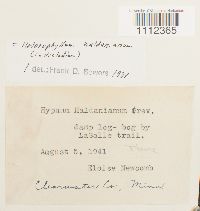 1112365
= Heterophyllium haldanianum
det.: Frank D. Bowers 1971
Hypnum Haldanianum Grev.
damp log- bog by
LaSalle trail.
August 5, 1941
Eloise Newcomb
Clearwater Co, Minn